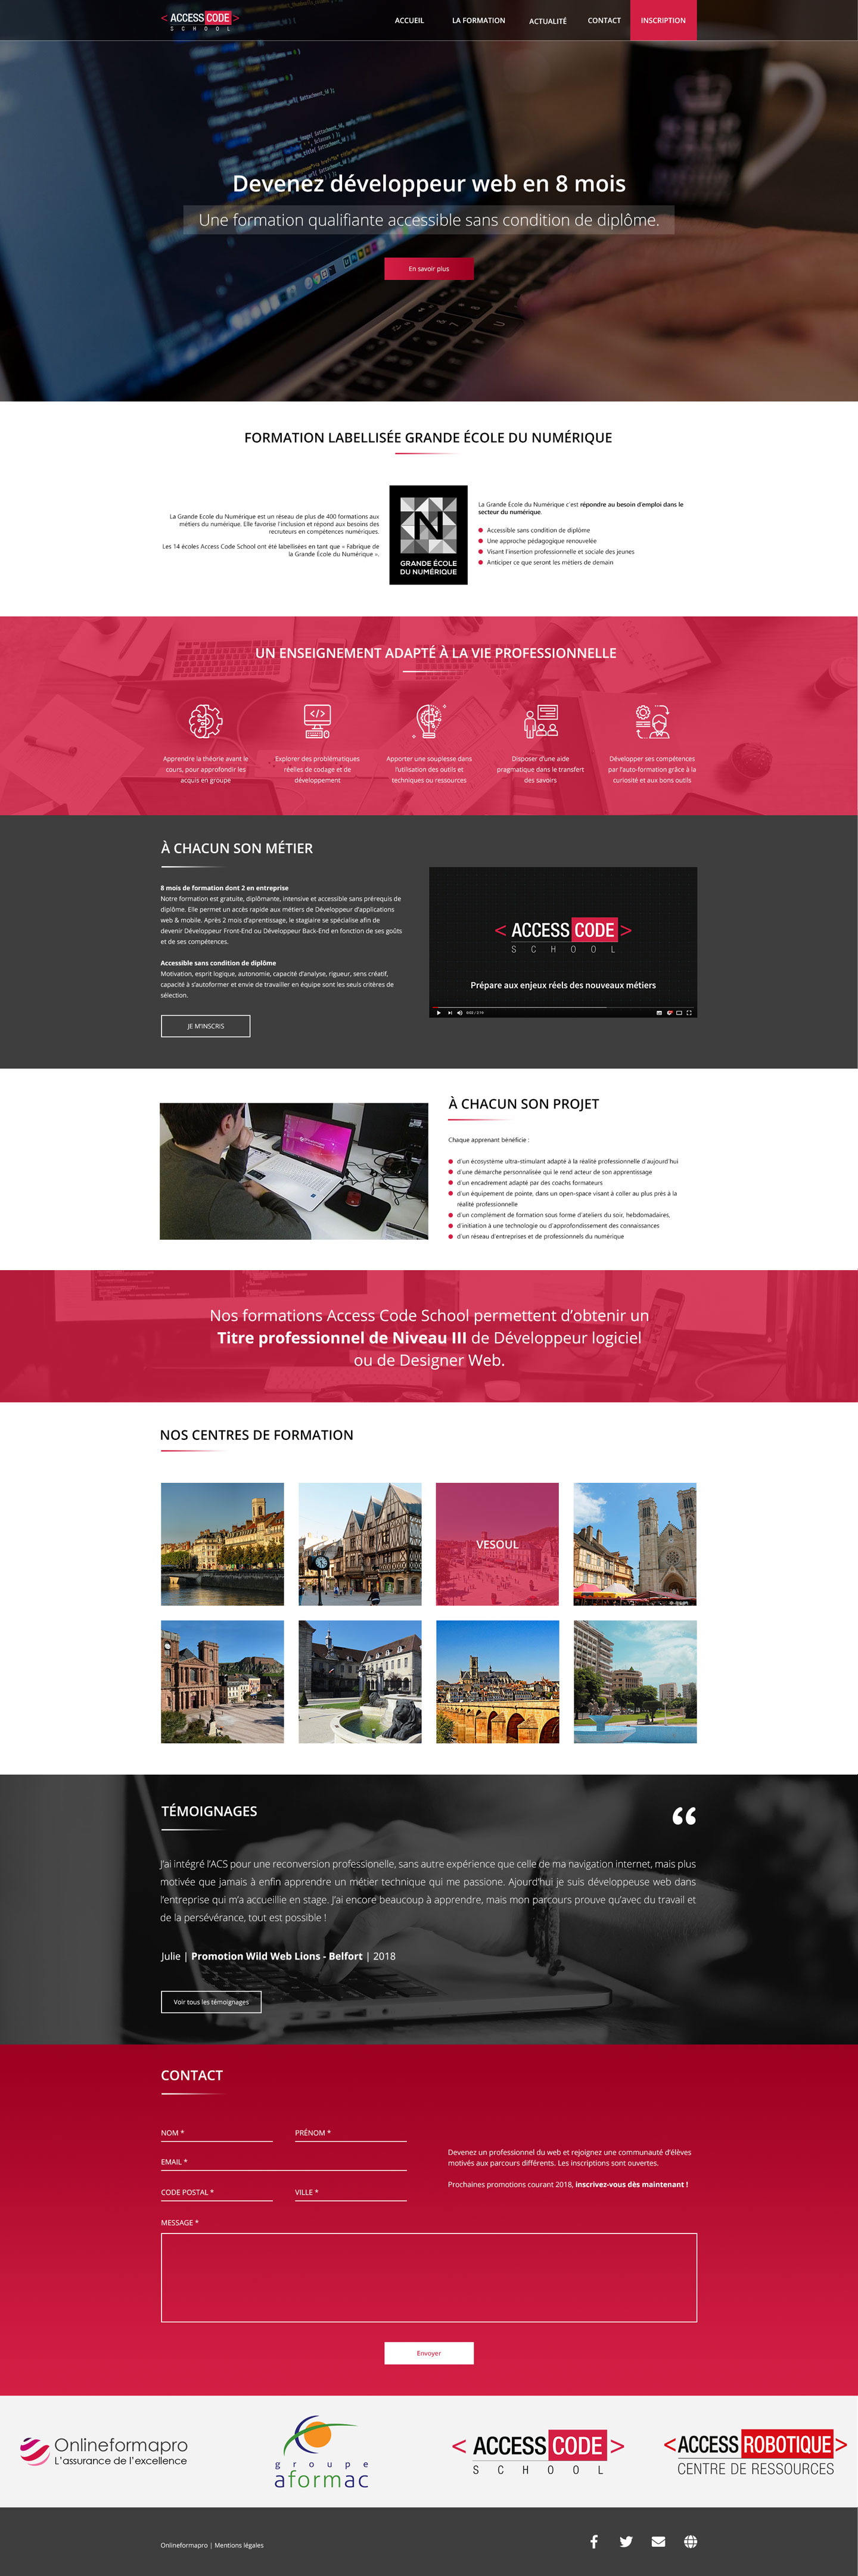 < ACCESS CODE >
SCHOOL
ACCUEIL
LA FORMATION
ACTUALITÉ
CONTACT
INSCRIPTION
Devenez développeur web en 8 mois
Une formation qualifiante accessible sans condition de diplôme.
En savoir plus
FORMATION LABELLISÉE GRANDE ÉCOLE DU NUMÉRIQUE
La Grande Ecole du Numérique est un réseau de plus de 400 formations aux
métiers du numérique. Elle favorise l'inclusion et répond aux besoins des
recruteurs en compétences numériques.
Les 14 écoles Access Code School ont été labellisées en tant que « Fabrique de
la Grande Ecole du Numérique ».
N
GRANDE ÉCOLE
DU NUMÉRIQUE
La Grande École du Numérique c'est répondre au besoin d'emploi dans le
secteur du numérique.
Accessible sans condition de diplôme
Une approche pédagogique renouvelée
Visant l'insertion professionnelle et sociale des jeunes
Anticiper ce que seront les métiers de demain
UN ENSEIGNEMENT ADAPTÉ À LA VIE PROFESSIONNELLE
</>
Apprendre la théorie avant le
cours, pour approfondir les
acquis en groupe
Explorer des problématiques
réelles de codage et de
développement
Apporter une souplesse dans
l'utilisation des outils et
techniques ou ressources
Disposer d'une aide
pragmatique dans le transfert
des savoirs
Développer ses compétences
par l'auto-formation grâce à la
curiosité et aux bons outils
À CHACUN SON MÉTIER
8 mois de formation dont 2 en entreprise
Notre formation est gratuite, diplômante, intensive et accessible sans prérequis de
diplôme. Elle permet un accès rapide aux métiers de Développeur d'applications
web & mobile. Après 2 mois d'aprentissage, le stagiaire se spécialise afin de
devenir Développeur Front-End ou Développeur Back-End en fonction de ses goûts
et de ses compétences.
Accessible sans condition de diplôme
Motivation, esprit logique, autonomie, capacité d'analyse, rigueur, sens créatif,
capacité à s'autoformer et envie de travailler en équipe sont les seuls critères de
sélection.
JE M'INSCRIS
< ACCESS CODE >
SCHOOL
Prépare aux enjeux réels des nouveaux métiers
0:02 / 2:10
À CHACUN SON PROJET
Chaque apprenant bénéficie :
d'un écosystème ultra-stimulant adapté à la réalité professionnelle d'aujourd'hui
d'une démarche personnalisée qui le rend acteur de son apprentissage
d'un encadrement adapté par des coachs formateurs
d'un équipement de pointe, dans un open-space visant à coller au plus près à la
réalité professionnelle
d'un complément de formation sous forme d'ateliers du soir, hebdomadaires,
d'initiation à une technologie ou d'approfondissement des connaissances
d'un réseau d'entreprises et de professionnels du numérique
Nos formations Access Code School permettent d'obtenir un
Titre professionnel de Niveau III de Développeur logiciel
ou de Designer Web.
NOS CENTRES DE FORMATION
VESOUL
TÉMOIGNAGES
“
J'ai intégré l'ACS pour une reconversion professionnelle, sans autre expérience que celle de ma navigation internet, mais plus
motivée que jamais à enfin apprendre un métier technique qui me passione. Ajourd'hui je suis développeuse web dans
l'entreprise qui m'a accueillie en stage. J'ai encore beaucoup à apprendre, mais mon parcours prouve qu'avec du travail et
de la persévérance, tout est possible !
Julie | Promotion Wild Web Lions - Belfort | 2018
Voir tous les témoignages
CONTACT
NOM *
PRÉNOM *
EMAIL *
CODE POSTAL *
VILLE *
MESSAGE *
Devenez un professionnel du web et rejoignez une communauté d'élèves
motivés aux parcours différents. Les inscriptions sont ouvertes.
Prochaines promotions courant 2018, inscrivez-vous dès maintenant !
Envoyer
Onlineformapro
L'assurance de l'excellence
groupe
aformac
< ACCESS CODE >
SCHOOL
< ACCESS ROBOTIQUE >
CENTRE DE RESSOURCES
Onlineformapro | Mentions légales